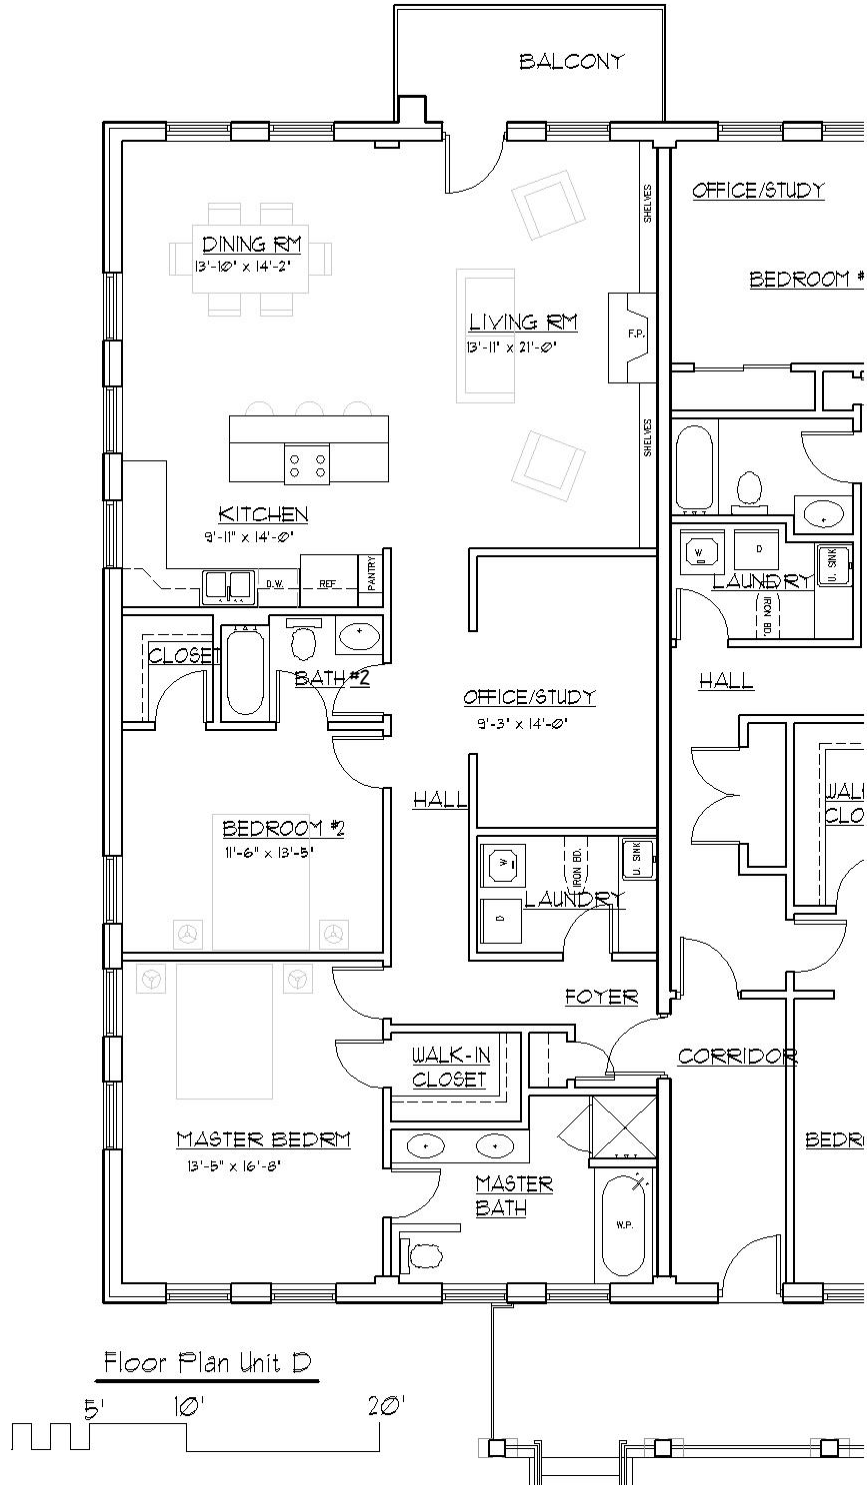 BALCONY
OFFICE/STUDY
SHELVES
DINING RM
13'-10" x 14'-2"
BEDROOM #
LIVING RM
13'-11" x 21'-0"
F.P.
SHELVES
KITCHEN
9'-11" x 14'-0"
W
D
U. SINK
D.W.
REF
PANTRY
LAUNDRY
IRON BD.
CLOSET
BATH #2
HALL
OFFICE/STUDY
9'-3" x 14'-0"
HALL
WALK
CLO
BEDROOM #2
11'-6" x 13'-5"
W
IRON BD.
U. SINK
LAUNDRY
D
FOYER
WALK-IN
CLOSET
CORRIDOR
MASTER BEDRM
13'-5" x 16'-8"
BEDRO
MASTER
BATH
W.P.
Floor Plan Unit D
5' 10' 20'